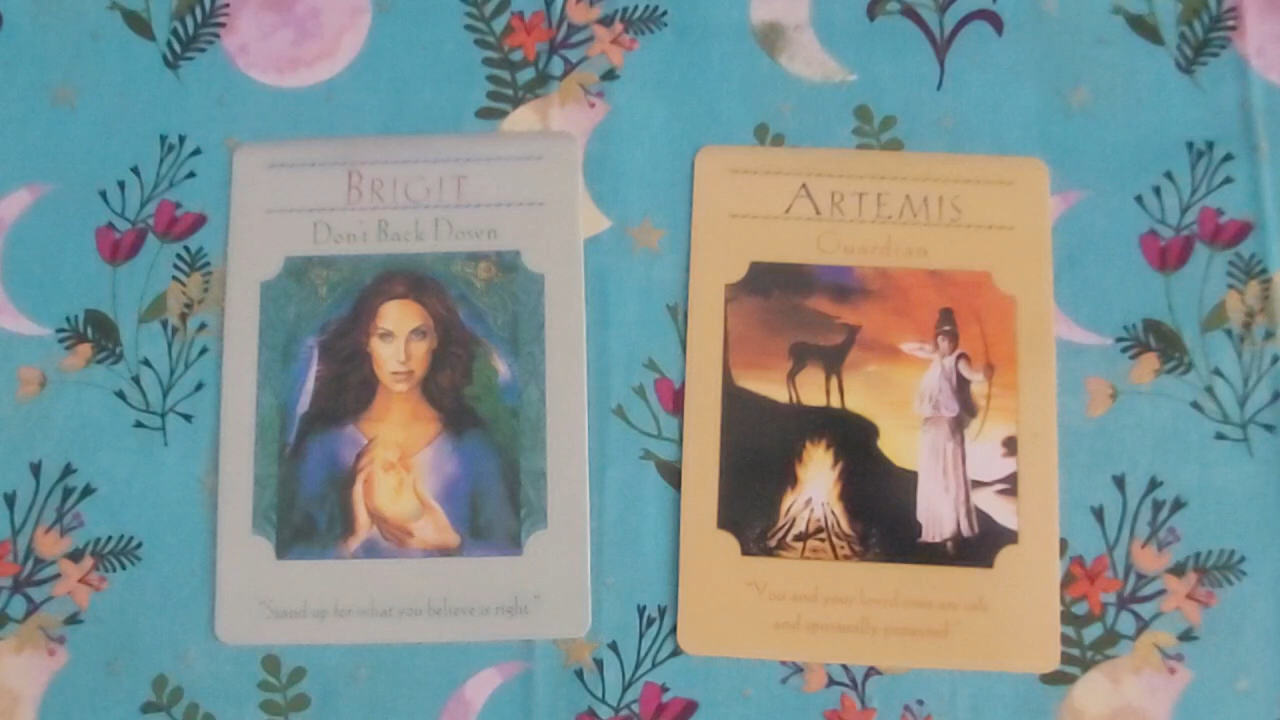 BRIGIT
Don't Back Down
"Stand up for what you believe is right"
ARTEMIS
Guardian
"You and your loved ones are safe
and spiritually protected"